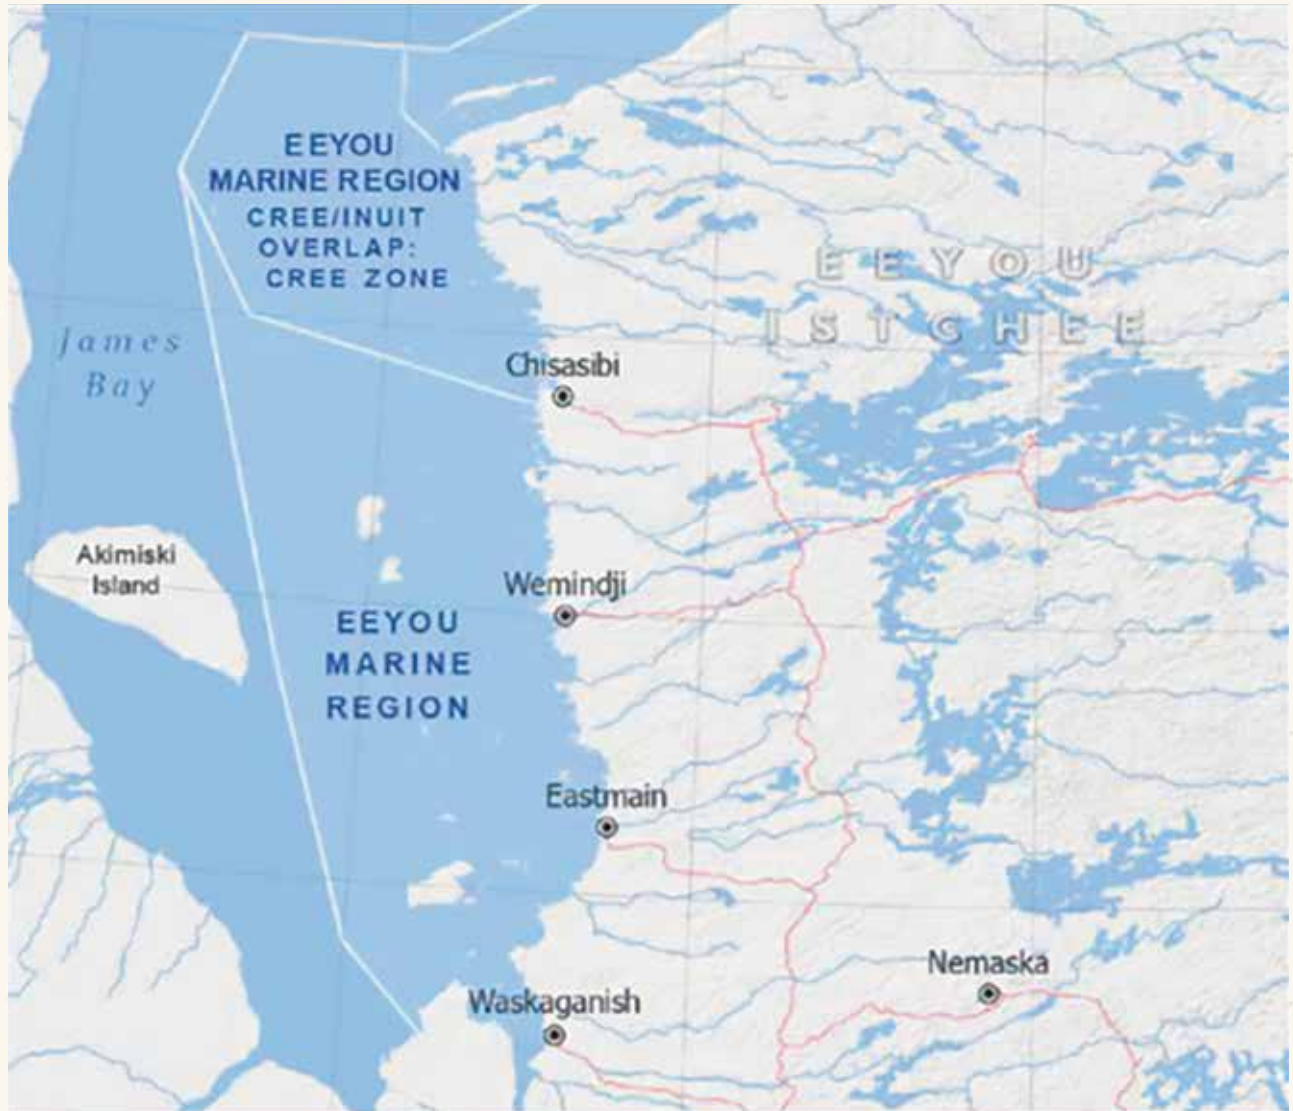 EEYOU
MARINE REGION
CREE/INUIT
OVERLAP:
CREE ZONE
EEYOU
ISTCHEE
James
Bay
Chisasibi
Akimiski
Island
Wemindji
EEYOU
MARINE
REGION
Eastmain
Nemaska
Waskaganish